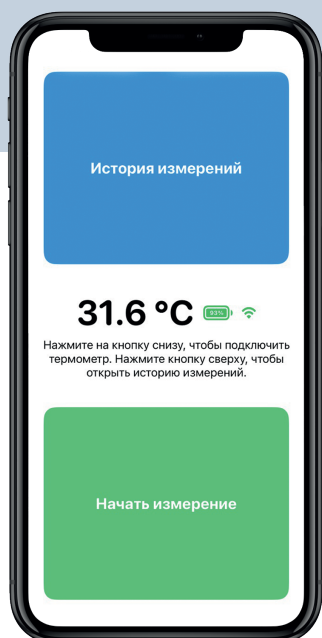 История измерений
31.6 °C 93%
Нажмите на кнопку снизу, чтобы подключить
термометр. Нажмите кнопку сверху, чтобы
открыть историю измерений.
Начать измерение